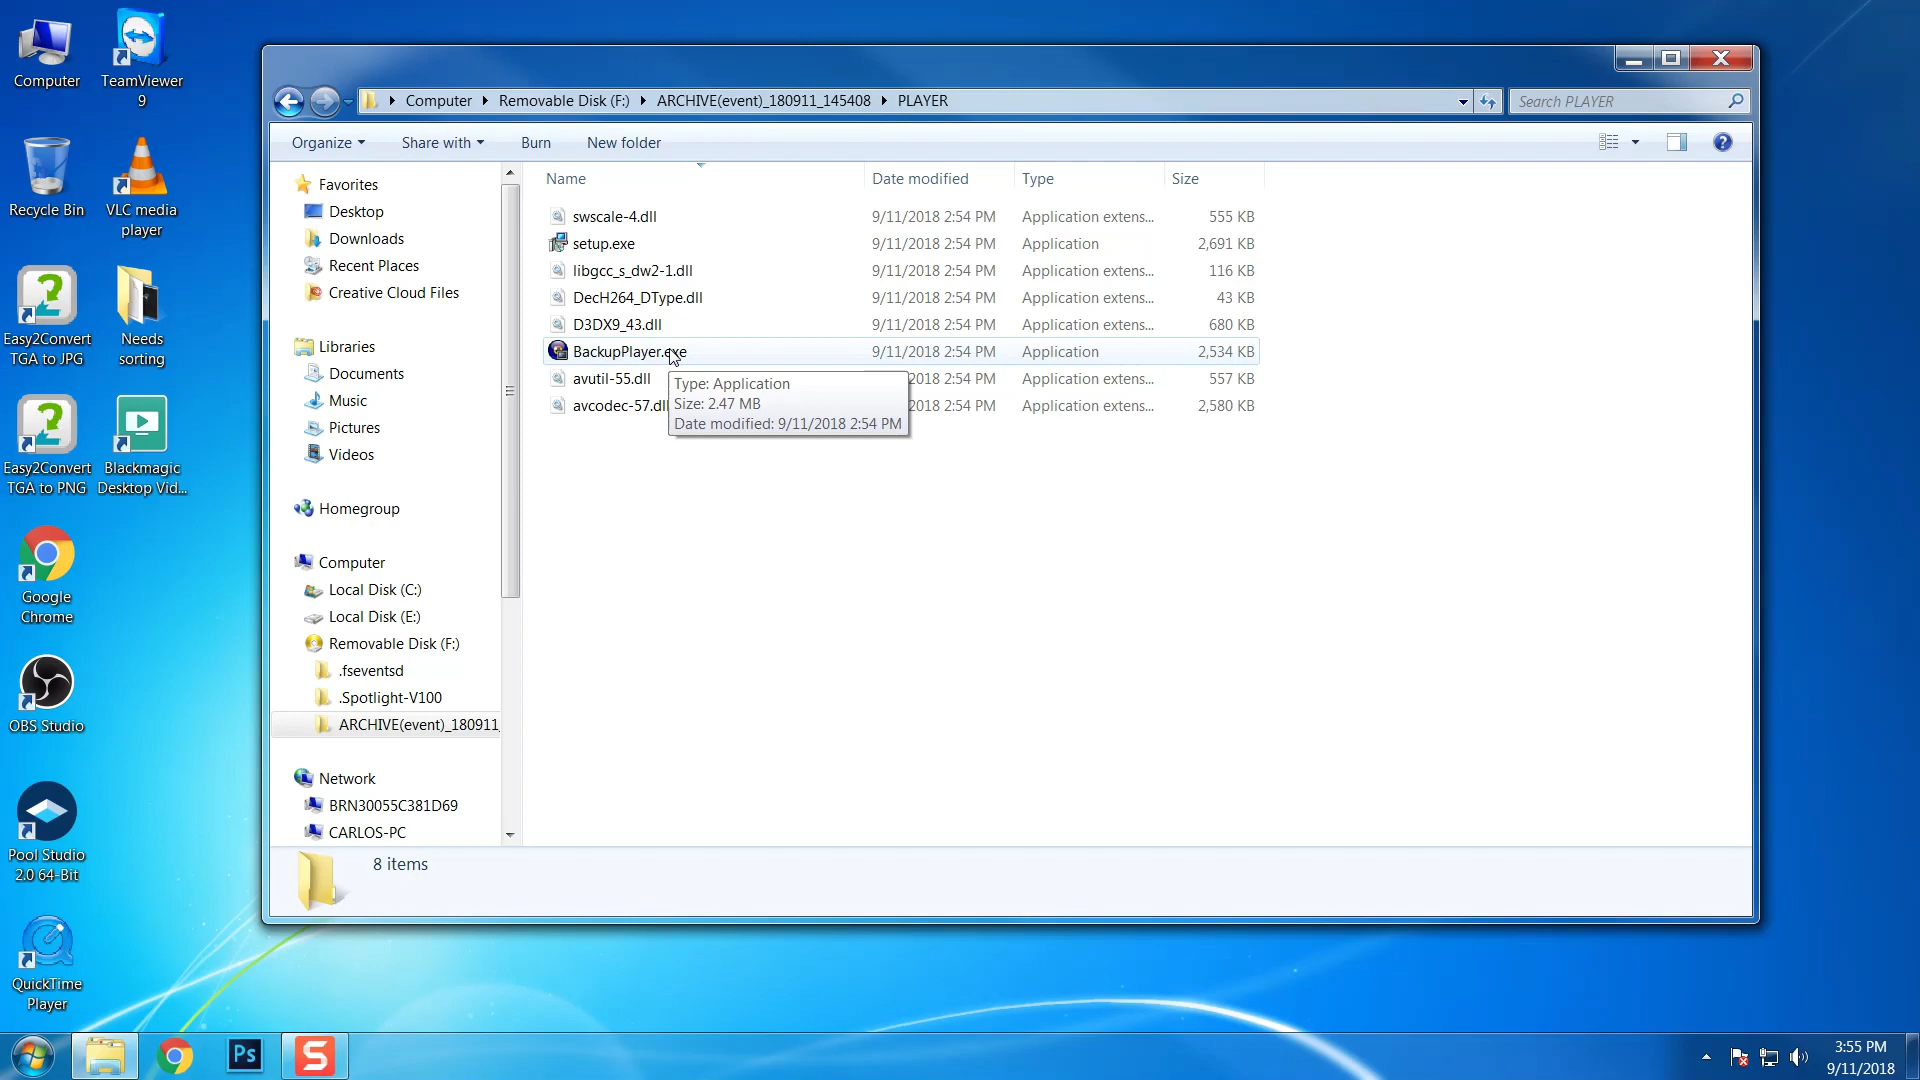 Computer
TeamViewer
9
Recycle Bin
VLC media
player
Easy2Convert
TGA to JPG
Needs
sorting
Easy2Convert
TGA to PNG
Blackmagic
Desktop Vid...
Google
Chrome
OBS Studio
Pool Studio
2.0 64-Bit
QuickTime
Player
Computer
Removable Disk (F:)
ARCHIVE(event)_180911_145408
PLAYER
Search PLAYER
Organize
Share with
Burn
New folder
Favorites
Desktop
Downloads
Recent Places
Creative Cloud Files
Libraries
Documents
Music
Pictures
Videos
Homegroup
Computer
Local Disk (C:)
Local Disk (E:)
Removable Disk (F:)
.fseventsd
.Spotlight-V100
ARCHIVE(event)_180911_
Network
BRN30055C381D69
CARLOS-PC
Name Date modified Type Size
swscale-4.dll 9/11/2018 2:54 PM Application extens... 555 KB
setup.exe 9/11/2018 2:54 PM Application 2,691 KB
libgcc_s_dw2-1.dll 9/11/2018 2:54 PM Application extens... 116 KB
DecH264_DType.dll 9/11/2018 2:54 PM Application extens... 43 KB
D3DX9_43.dll 9/11/2018 2:54 PM Application extens... 680 KB
BackupPlayer.exe 9/11/2018 2:54 PM Application 2,534 KB
avutil-55.dll 2018 2:54 PM Application extens... 557 KB
avcodec-57.dll 2018 2:54 PM Application extens... 2,580 KB
Type: Application
Size: 2.47 MB
Date modified: 9/11/2018 2:54 PM
8 items
Ps
S
3:55 PM
9/11/2018